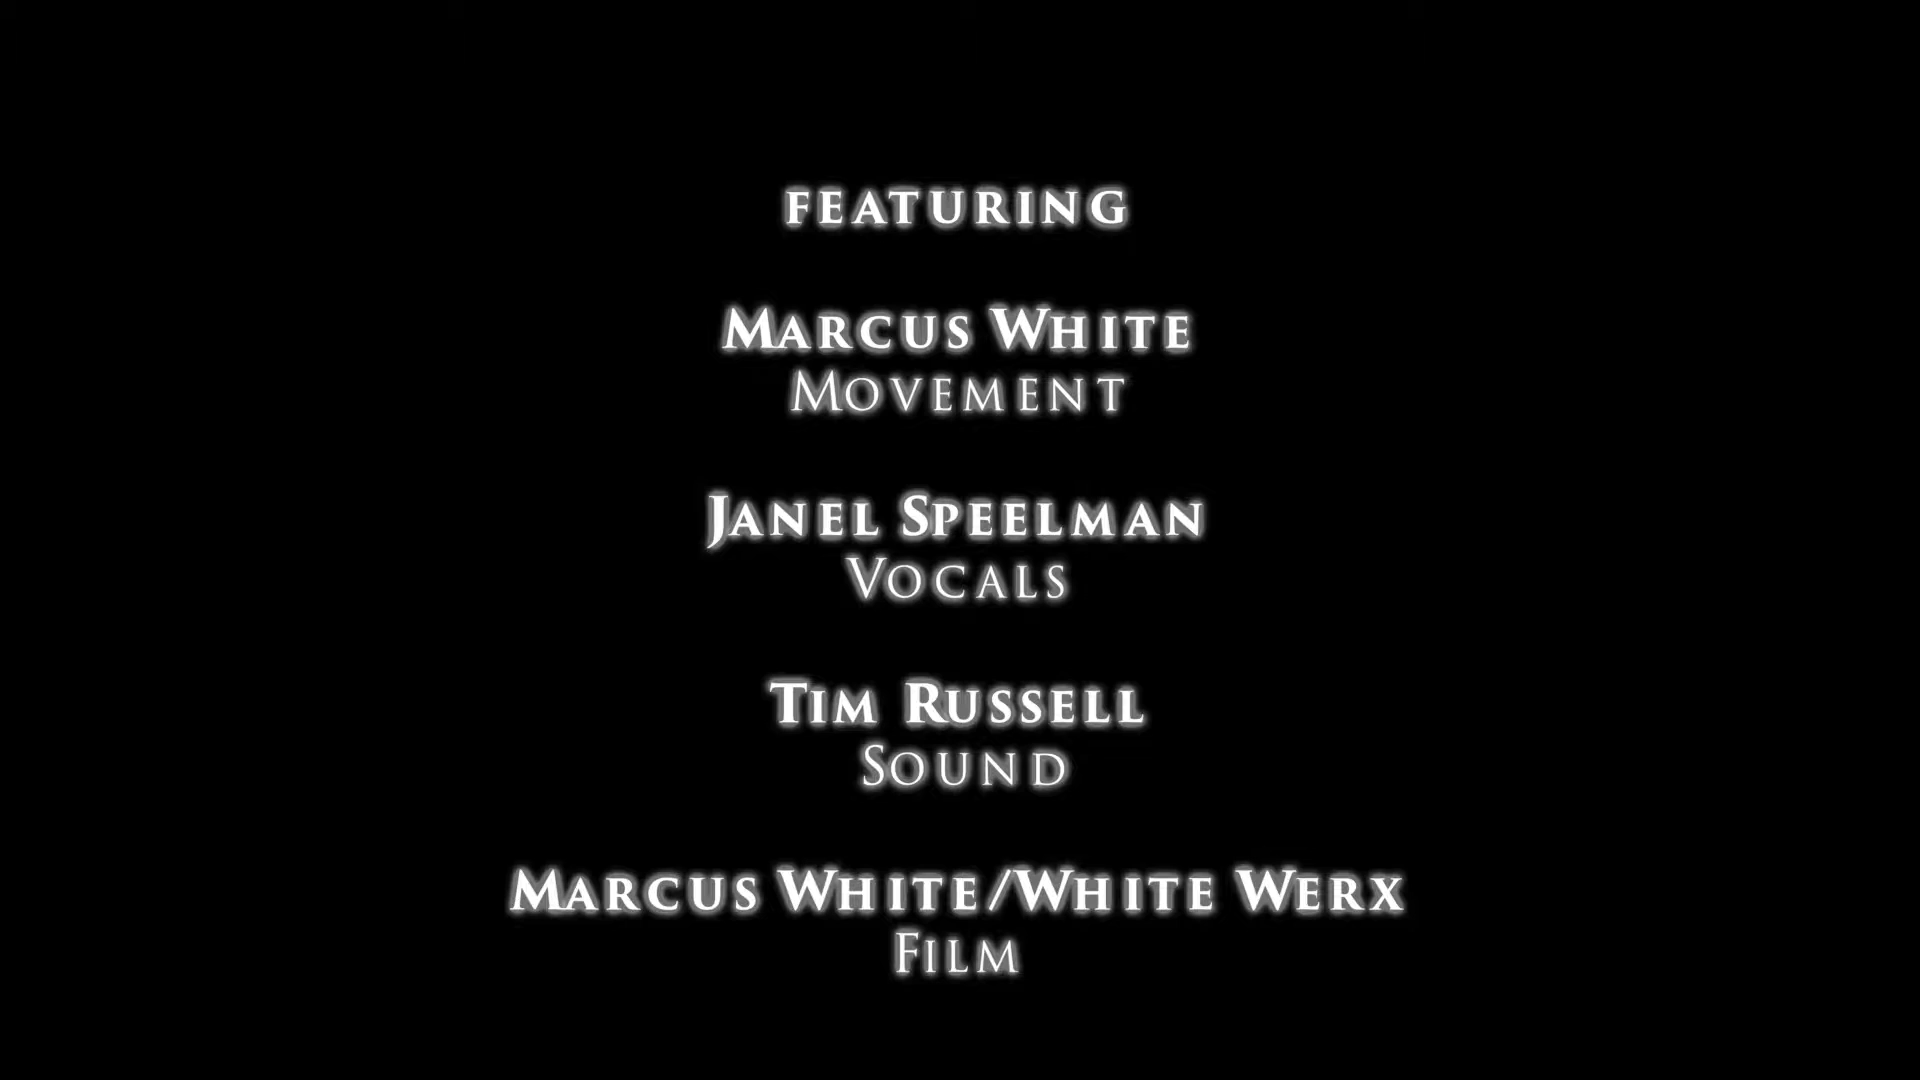 FEATURING
MARCUS WHITE
MOVEMENT
JANEL SPEELMAN
VOCALS
TIM RUSSELL
SOUND
MARCUS WHITE/WHITE WERX
FILM